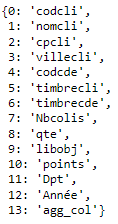 {0: 'codcli',
1: 'nomcli',
2: 'cpcli',
3: 'villecli',
4: 'codcde',
5: 'timbrecli',
6: 'timbrecde',
7: 'Nbcolis',
8: 'qte',
9: 'libobj',
10: 'points',
11: 'Dpt',
12: 'Année',
13: 'agg_col'}